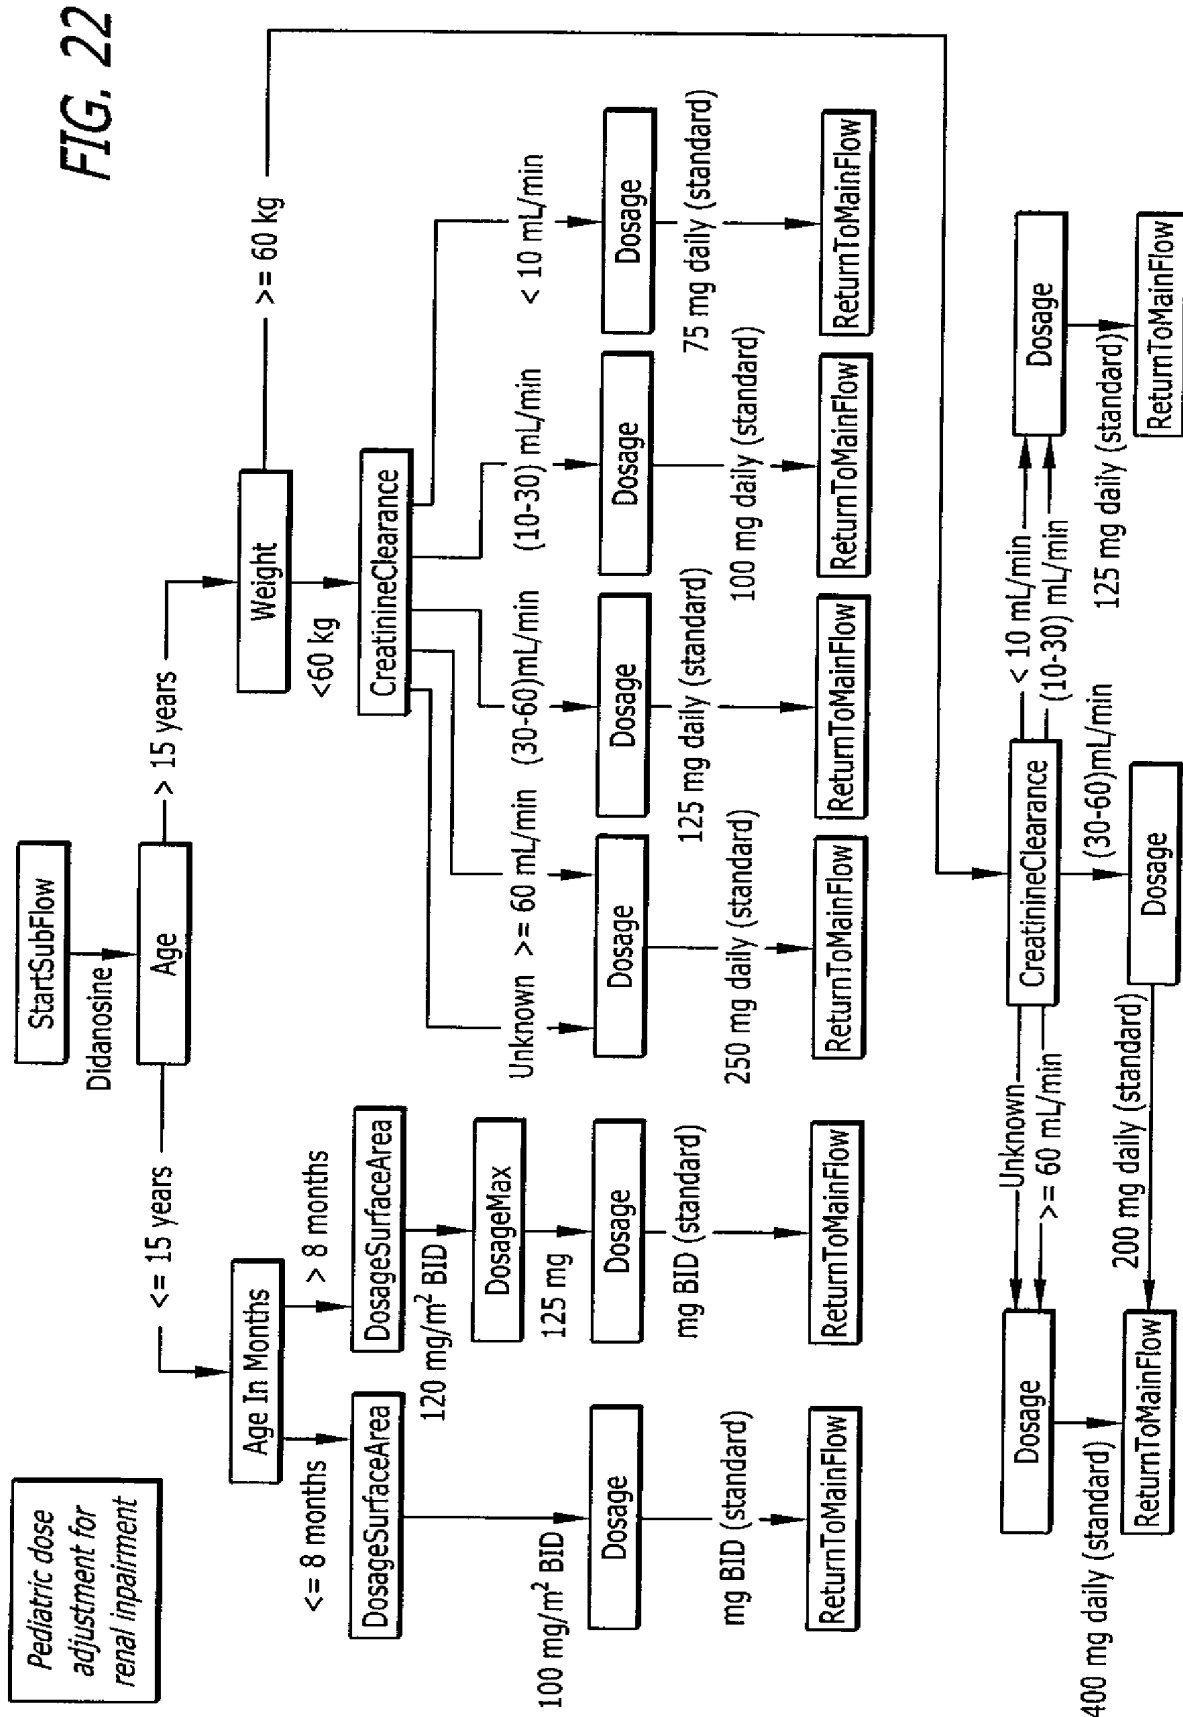 FIG. 22
Pediatric dose
adjustment for
renal inpairment
StartSubFlow
Didanosine
Age
<= 15 years
> 15 years
Age In Months
Weight
>= 60 kg
<= 8 months
> 8 months
<60 kg
DosageSurfaceArea
DosageSurfaceArea
CreatinineClearance
100 mg/m² BID
120 mg/m² BID
DosageMax
125 mg
Unknown
>= 60 mL/min
(30-60)mL/min
(10-30) mL/min
< 10 mL/min
Dosage
Dosage
Dosage
Dosage
Dosage
Dosage
mg BID (standard
mg BID (standard)
250 mg daily (standard)
125 mg daily (standard)
100 mg daily (standard)
75 mg daily (standard)
ReturnToMainFlow
ReturnToMainFlow
ReturnToMainFlow
ReturnToMainFlow
ReturnToMainFlow
ReturnToMainFlow
Dosage
Unknown
>= 60 mL/min
CreatinineClearance
< 10 mL/min
(10-30) mL/min
Dosage
400 mg daily (standard)
200 mg daily (standard)
(30-60)mL/min
125 mg daily (standard)
ReturnToMainFlow
Dosage
ReturnToMainFlow